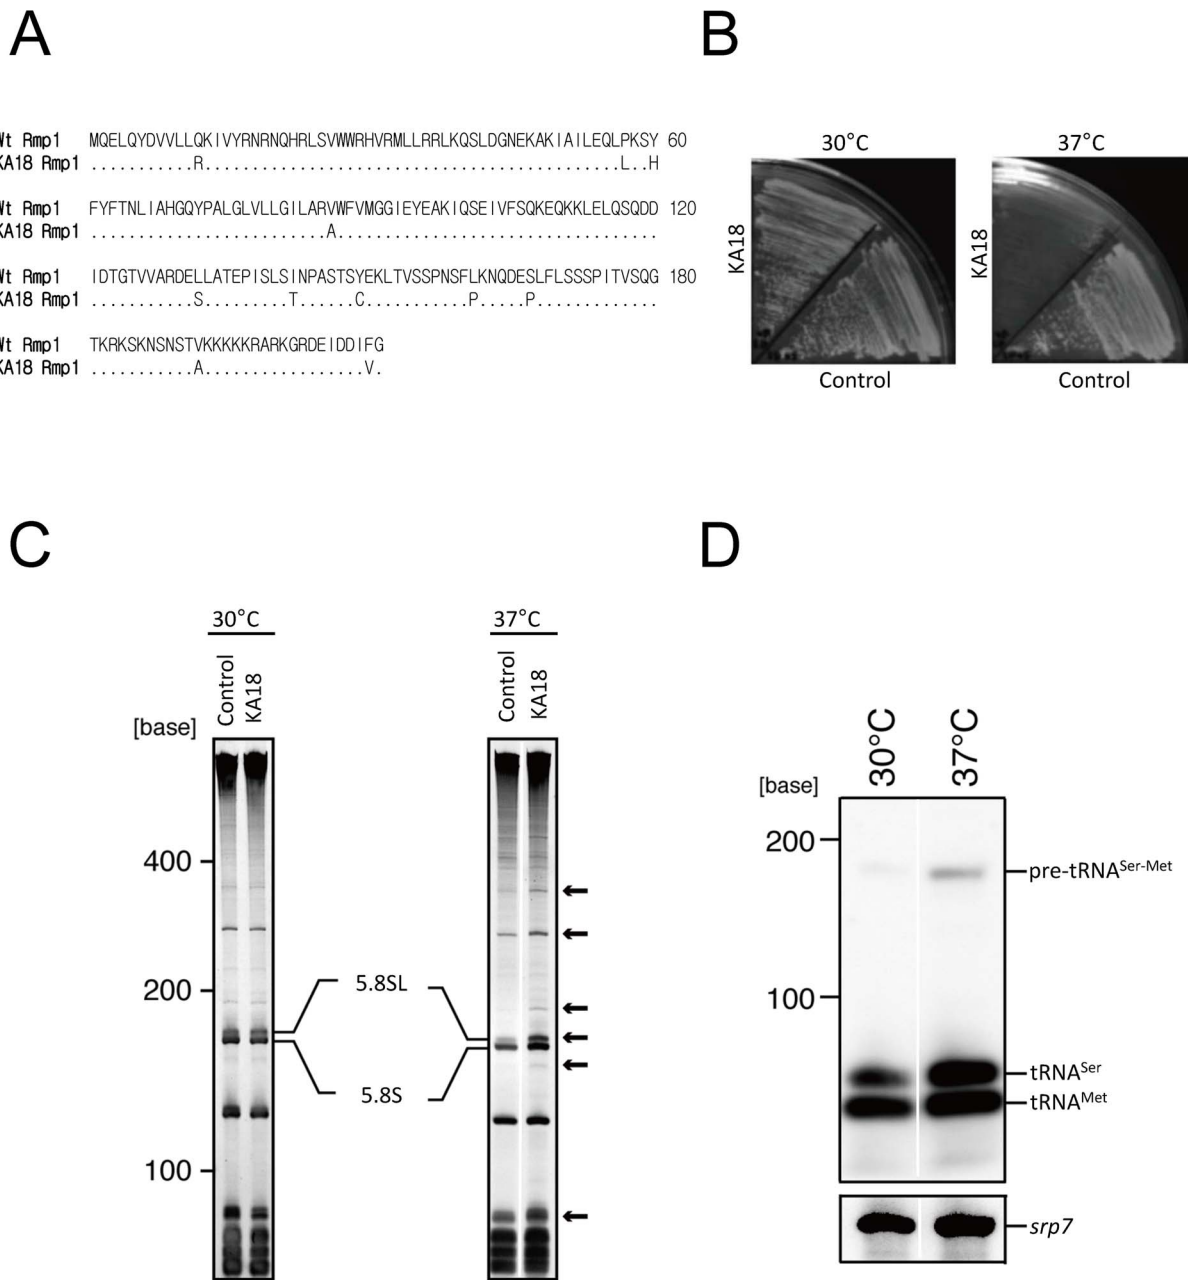 A
Wt Rmp1 MQELQYDVVLLQKIVYRNRNQHRLSVWWRHVRMLLRRLKQSLDGNEKAKIAILEQLPKSY 60
KA18 Rmp1 ...........R............................................L..H
Wt Rmp1 FYFTNLIAHGQYPALGLVLLGILARVWFVMGGIEYEAKIQSEIVFSQKEQKKLELQSQDD 120
KA18 Rmp1 .........................A..................................
Wt Rmp1 IDTGTVVARDELLATEPISLSINPASTSYEKLTVSSPNSFLKNQDESLFLSSSPITVSQG 180
KA18 Rmp1 ...........S.........T......C...........P.....P.............
Wt Rmp1 TKRKSKNSNSTVKKKKKRARKGRDEIDDIFG
KA18 Rmp1 ...........A.................V.
B
30°C
37°C
KA18
KA18
Control
Control
C
30°C
37°C
Control
KA18
Control
KA18
[base]
400
200
100
5.8SL
5.8S
D
30°C
37°C
[base]
200
100
pre-tRNASer-Met
tRNASer
tRNAMet
srp7